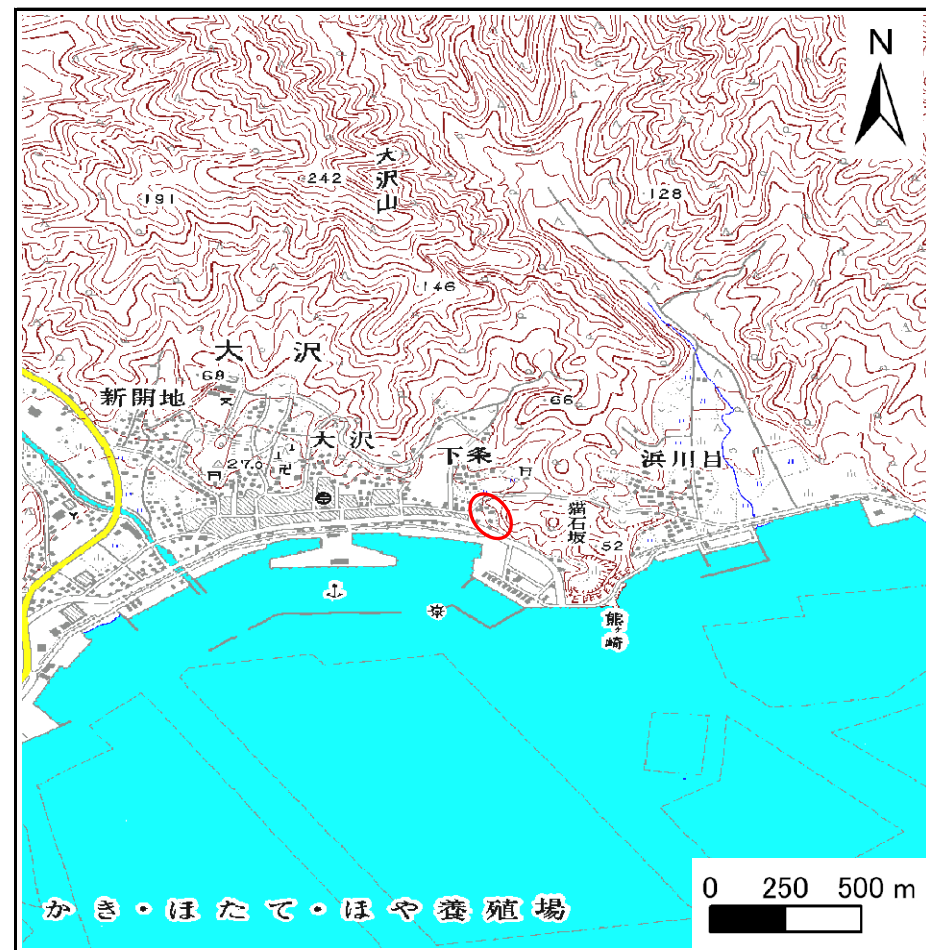 N
大沢山
242
191
128
146
大沢
68
新開地
66
大沢
下条
27.0
浜川目
猫石坂
52
熊ヶ崎
かき・ほたて・ほや養殖場
0 250 500 m